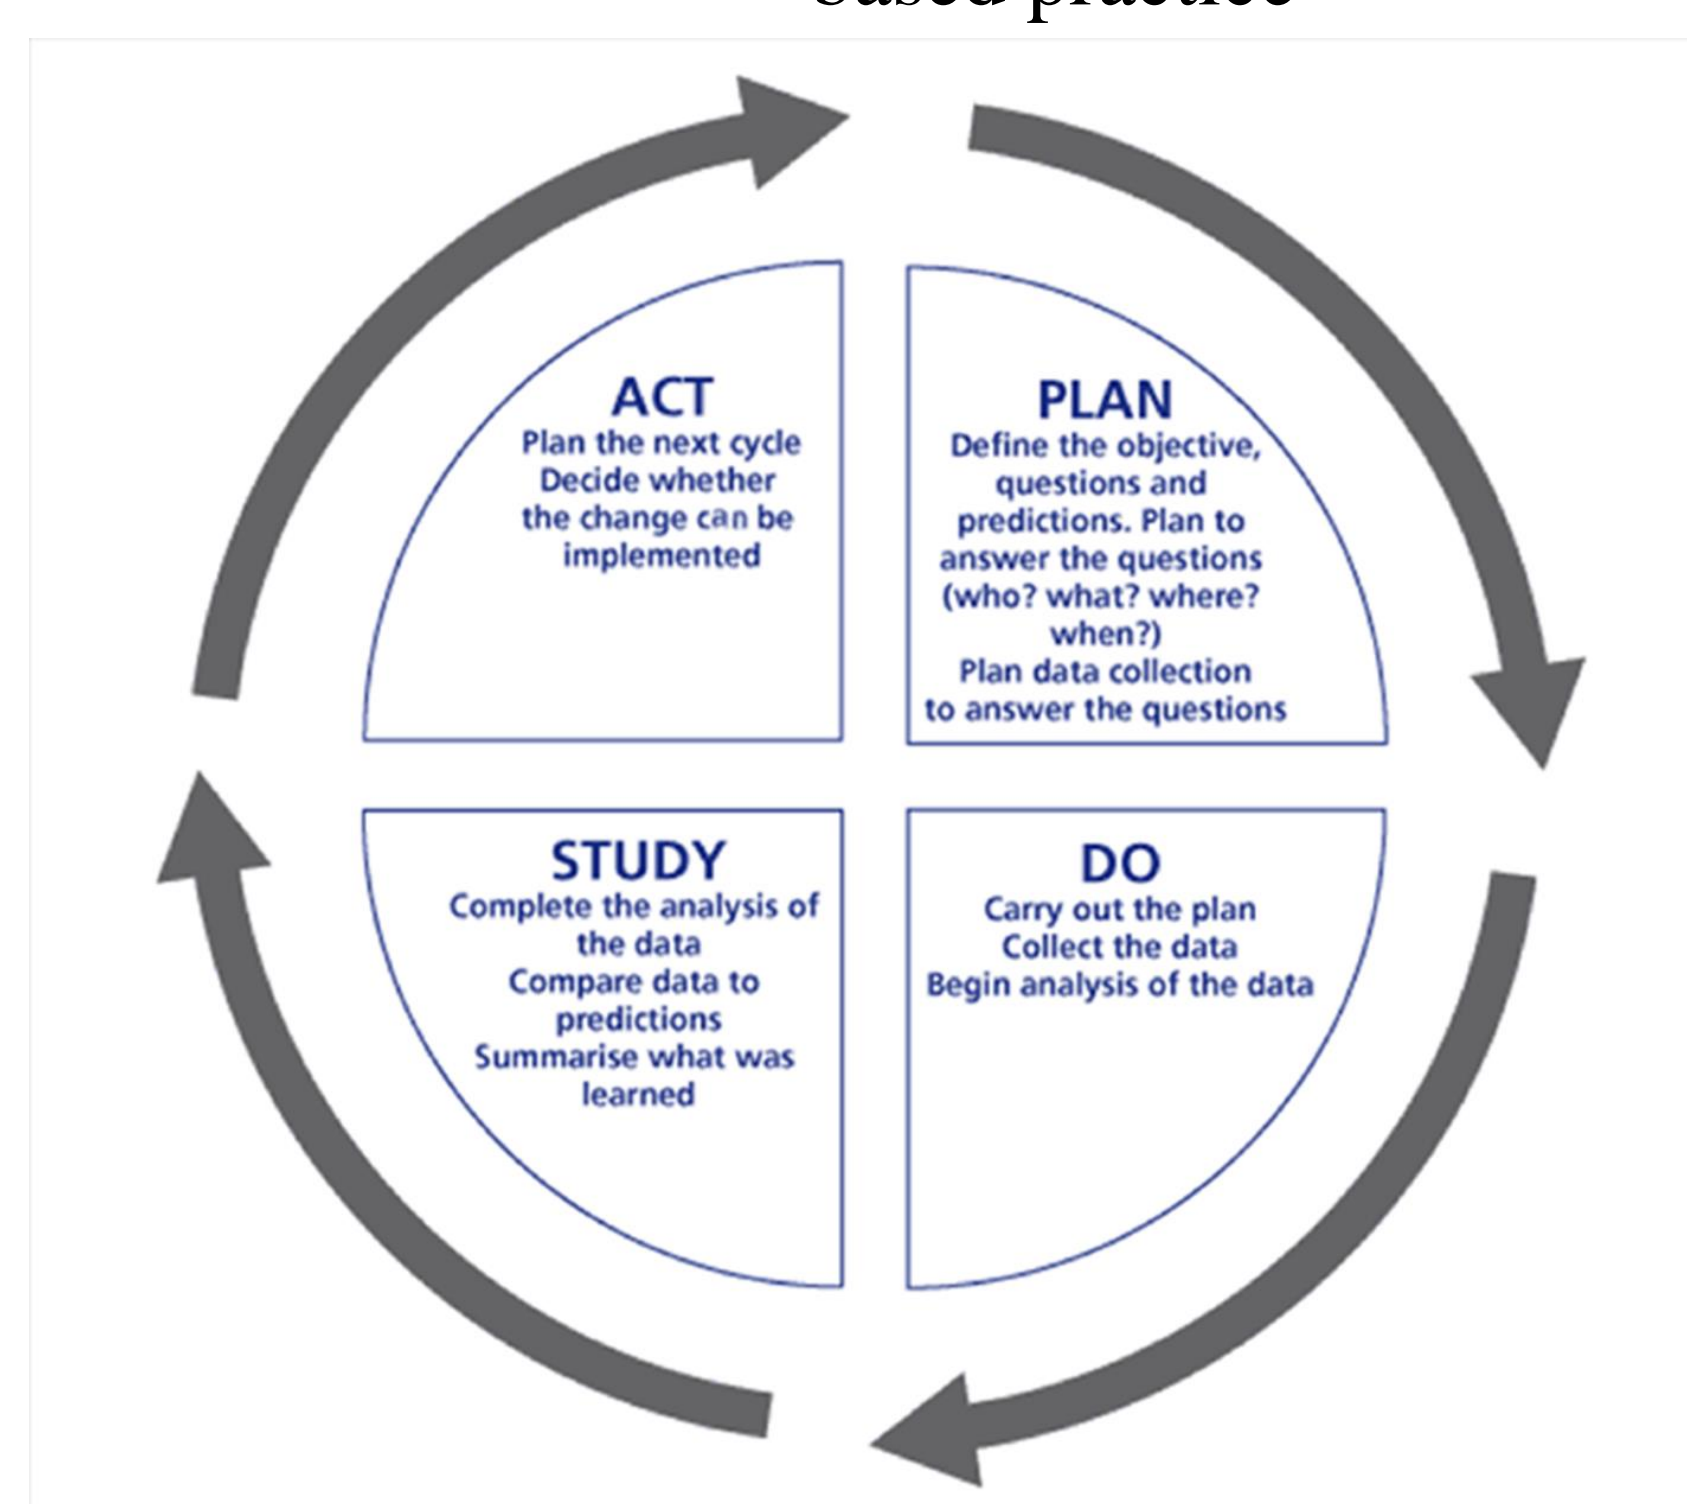 based practice
ACT
Plan the next cycle
Decide whether
the change can be
implemented
PLAN
Define the objective,
questions and
predictions. Plan to
answer the questions
(who? what? where?
when?)
Plan data collection
to answer the questions
STUDY
Complete the analysis of
the data
Compare data to
predictions
Summarise what was
learned
DO
Carry out the plan
Collect the data
Begin analysis of the data